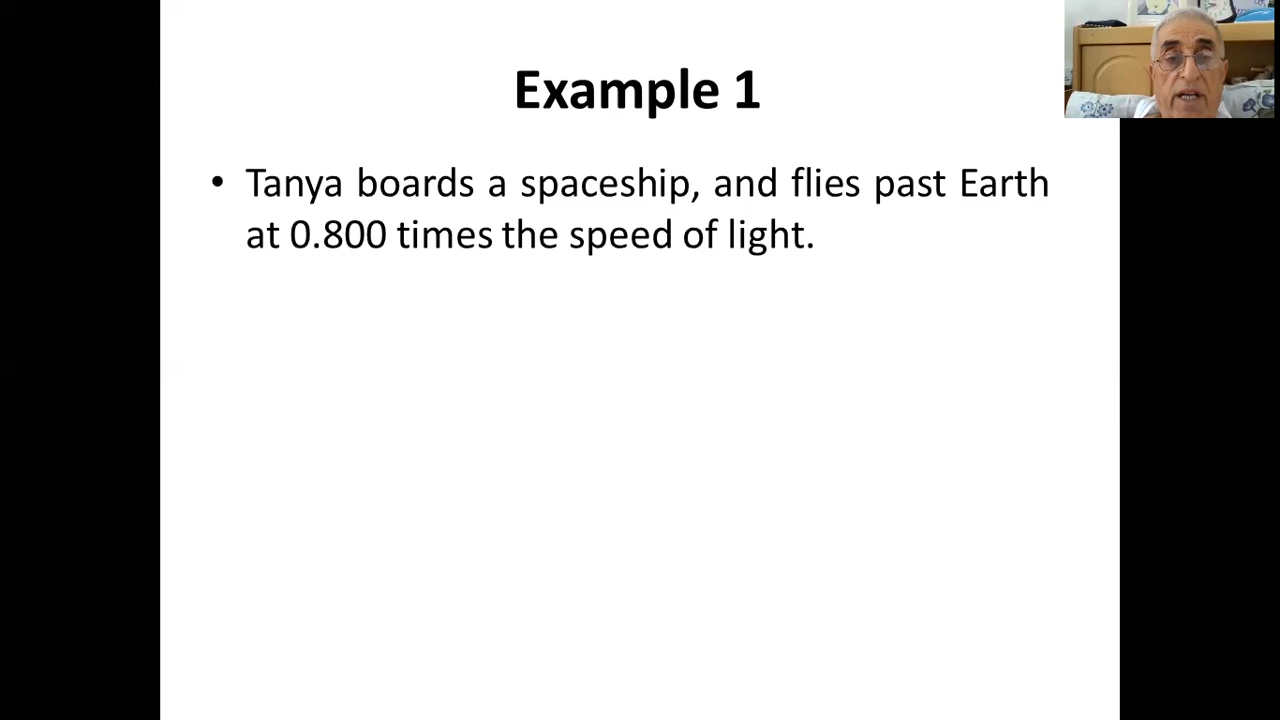 Example 1
• Tanya boards a spaceship, and flies past Earth
at 0.800 times the speed of light.